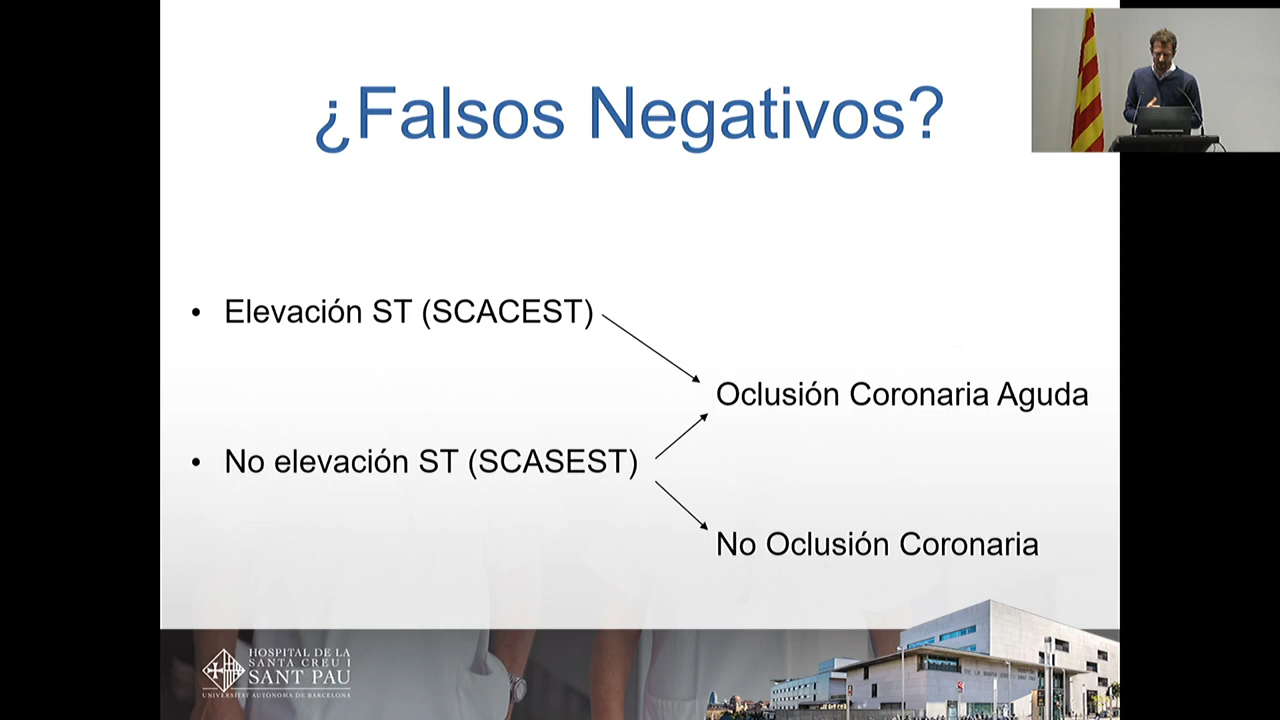 ¿Falsos Negativos?
• Elevación ST (SCACEST)
Oclusión Coronaria Aguda
• No elevación ST (SCASEST)
No Oclusión Coronaria
HOSPITAL DE LA
SANTA CREU I
SANT PAU
UNIVERSITAT AUTÒNOMA DE BARCELONA